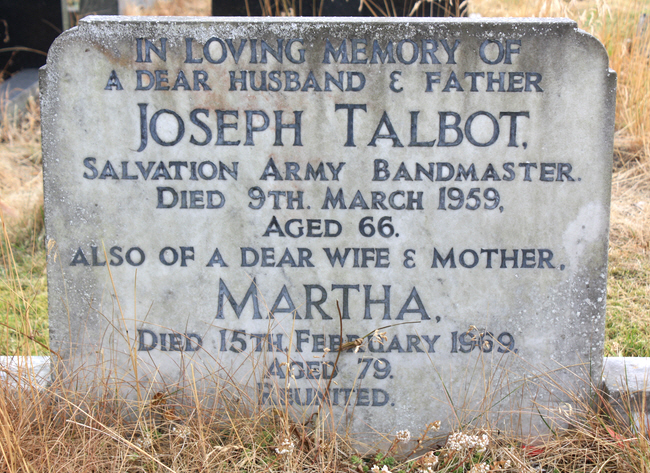 IN LOVING MEMORY OF
A DEAR HUSBAND & FATHER
JOSEPH TALBOT,
SALVATION ARMY BANDMASTER.
DIED 9TH. MARCH 1959,
AGED 66.
ALSO OF A DEAR WIFE & MOTHER,
MARTHA,
DIED 15TH. FEBRUARY 1969,
AGED 79.
REUNITED.